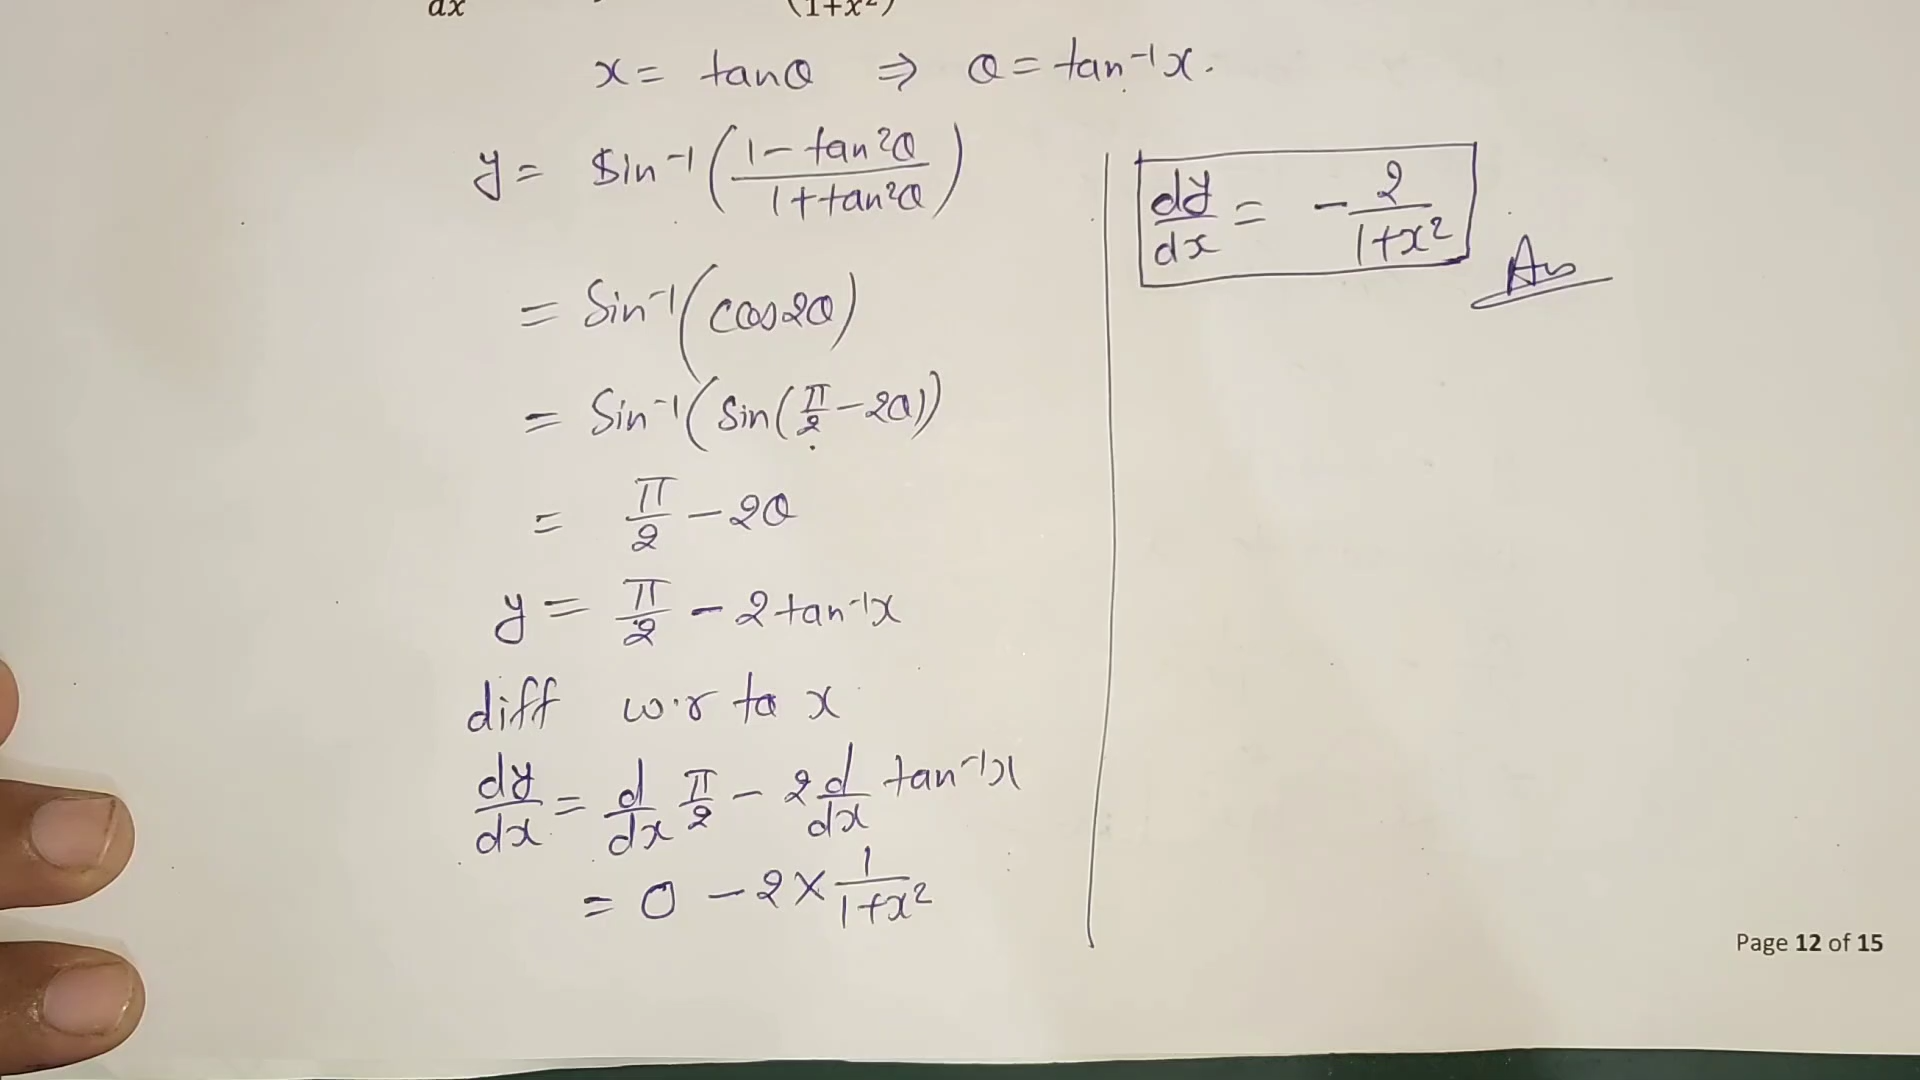 dx (1+x²)
x = tanθ ⇒ θ = tan⁻¹x.
y = Sin⁻¹(1 - tan²θ / 1 + tan²θ)
= Sin⁻¹(cos2θ)
= Sin⁻¹(Sin(π/2 - 2θ))
= π/2 - 2θ
y = π/2 - 2tan⁻¹x
diff w.r to x
dy/dx = d/dx π/2 - 2 d/dx tan⁻¹x
= 0 - 2 × 1/1+x²
dy/dx = - 2/1+x²
Ans
Page 12 of 15